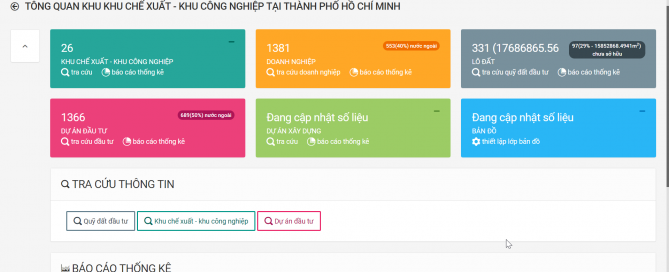 TỔNG QUAN KHU KHU CHẾ XUẤT - KHU CÔNG NGHIỆP TẠI THÀNH PHỐ HỒ CHÍ MINH
26
KHU CHẾ XUẤT - KHU CÔNG NGHIỆP
tra cứu báo cáo thống kê
1381
553(40%) nước ngoài
DOANH NGHIỆP
tra cứu doanh nghiệp báo cáo thống kê
331 (17686865.56
97(29% - 15852868.4941m²)
chưa sở hữu
LÔ ĐẤT
tra cứu quỹ đất đầu tư báo cáo thống kê
1366
689(50%) nước ngoài
DỰ ÁN ĐẦU TƯ
tra cứu đầu tư báo cáo thống kê
Đang cập nhật số liệu
DỰ ÁN XÂY DỰNG
tra cứu báo cáo thống kê
Đang cập nhật số liệu
BẢN ĐỒ
thiết lập lớp bản đồ
TRA CỨU THÔNG TIN
Quỹ đất đầu tư
Khu chế xuất - khu công nghiệp
Dự án đầu tư
BÁO CÁO THỐNG KÊ